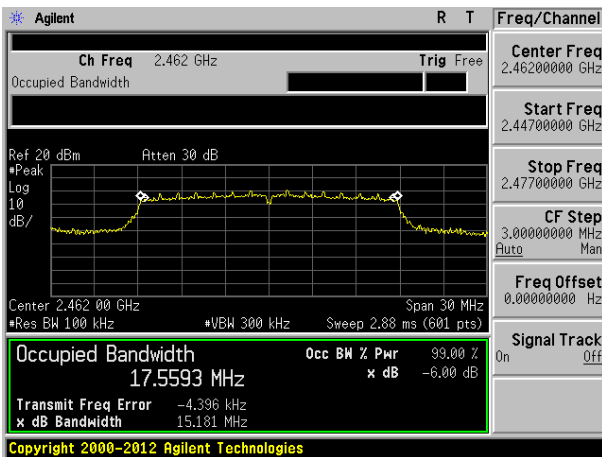 Agilent R T
Ch Freq 2.462 GHz Trig Free
Occupied Bandwidth
Ref 20 dBm Atten 30 dB
#Peak
Log
10
dB/
Center 2.462 00 GHz Span 30 MHz
#Res BW 100 kHz #VBW 300 kHz Sweep 2.88 ms (601 pts)
Occupied Bandwidth Occ BW % Pwr 99.00 %
17.5593 MHz x dB -6.00 dB
Transmit Freq Error -4.396 kHz
x dB Bandwidth 15.181 MHz
Copyright 2000-2012 Agilent Technologies
Freq/Channel
Center Freq
2.46200000 GHz
Start Freq
2.44700000 GHz
Stop Freq
2.47700000 GHz
CF Step
3.00000000 MHz
Auto Man
Freq Offset
0.00000000 Hz
Signal Track
On Off